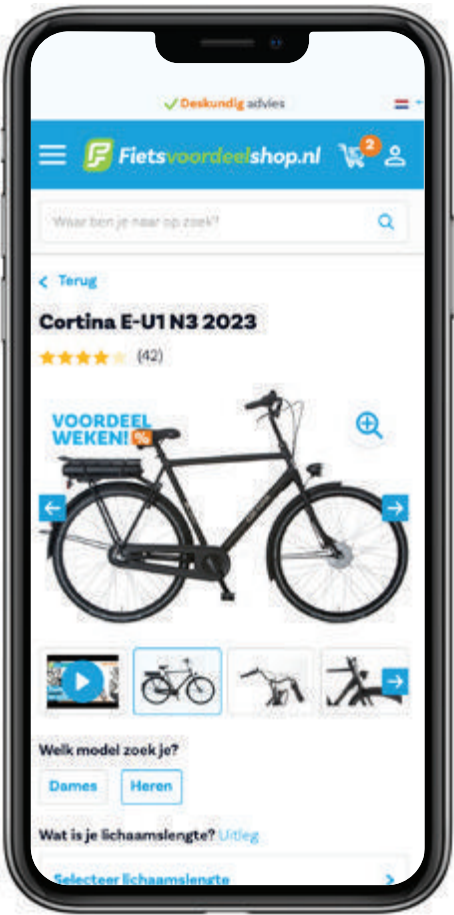 Deskundig advies
Fietsvoordeelshop.nl
2
Waar ben je naar op zoek?
Terug
Cortina E-U1 N3 2023
(42)
VOORDEEL
WEKEN! %
Welk model zoek je?
Dames
Heren
Wat is je lichaamslengte? Uitleg
Selecteer lichaamslengte